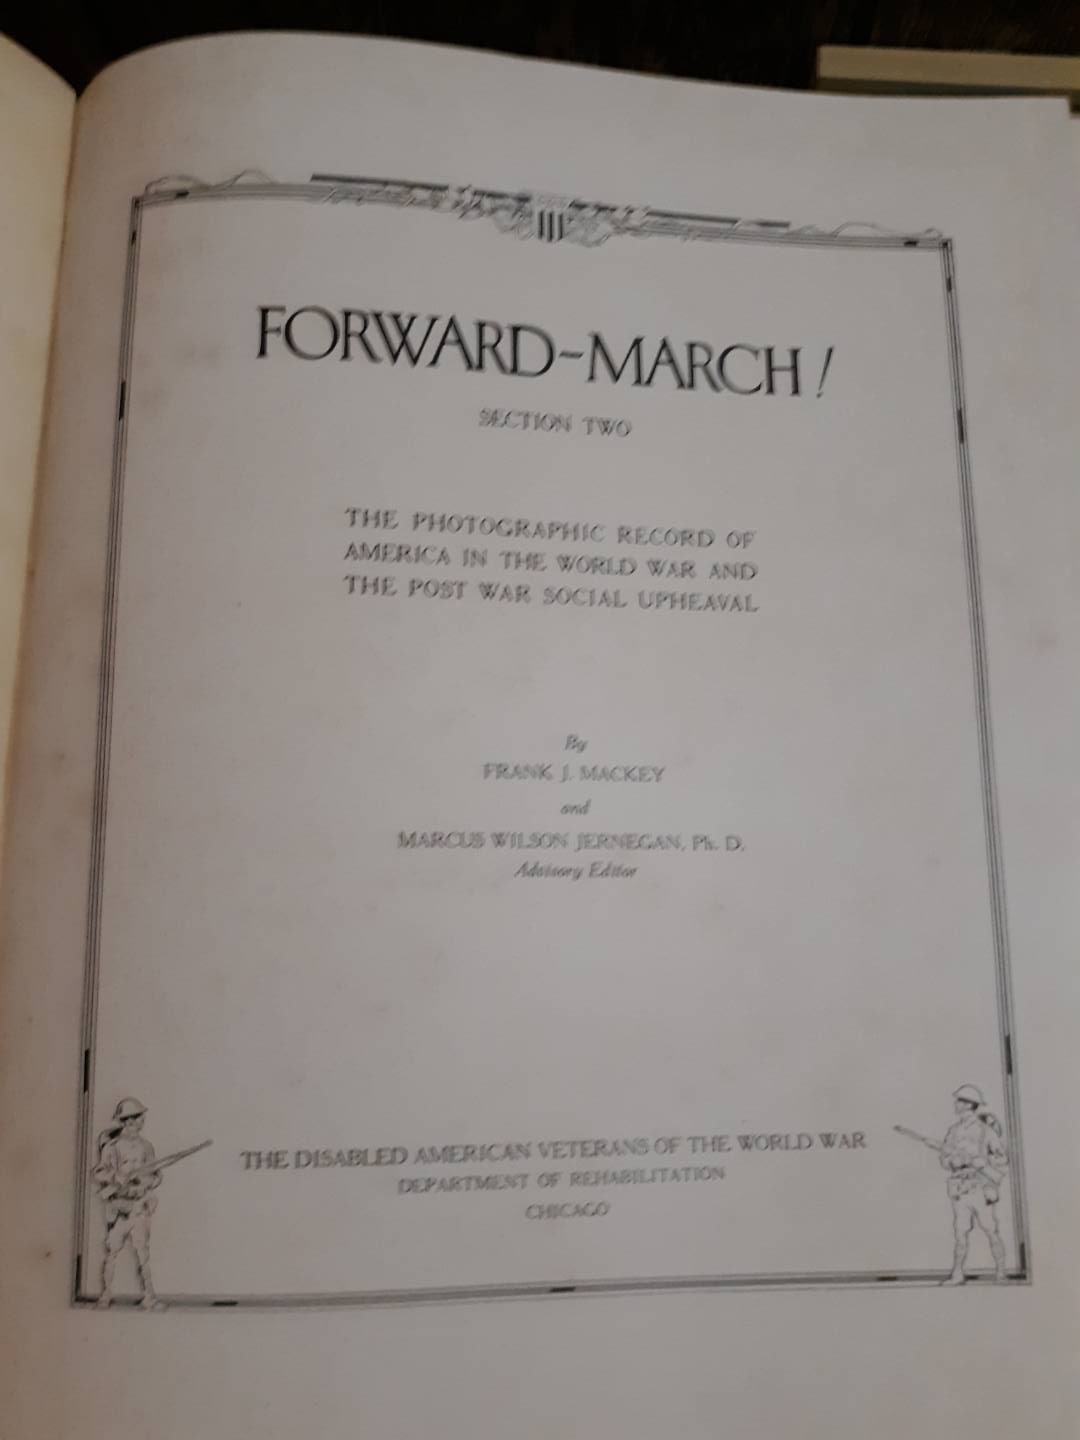 FORWARD-MARCH!
SECTION TWO
THE PHOTOGRAPHIC RECORD OF
AMERICA IN THE WORLD WAR AND
THE POST WAR SOCIAL UPHEAVAL
By
FRANK J. MACKEY
and
MARCUS WILSON JERNEGAN, Ph. D.
Advisory Editor
THE DISABLED AMERICAN VETERANS OF THE WORLD WAR
DEPARTMENT OF REHABILITATION
CHICAGO